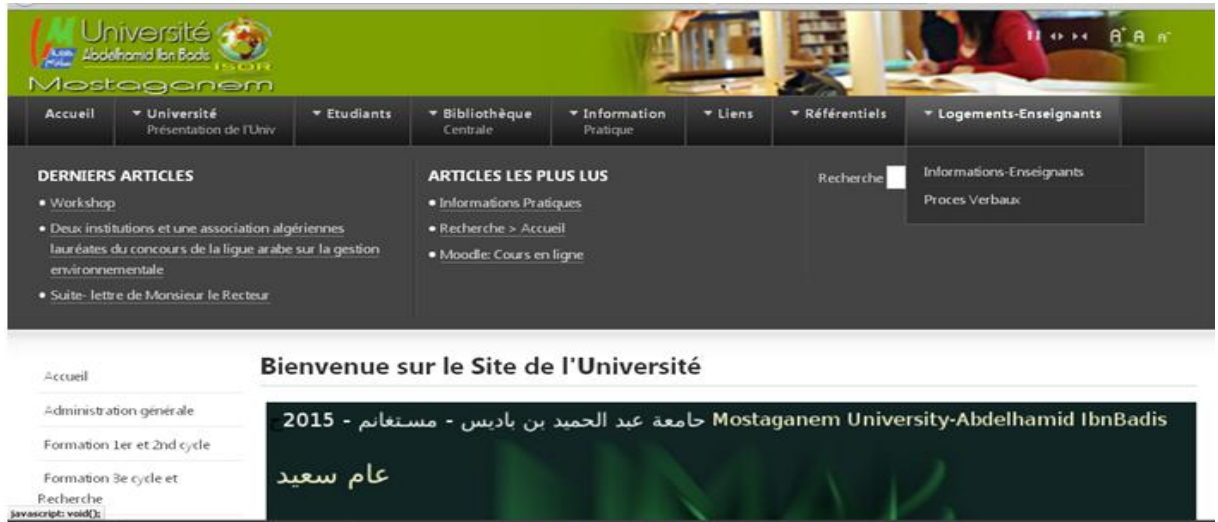 Université
Abdelhamid Ibn Badis
ISDR
Mostaganem
A+ A A-
Accueil
Université
Présentation de l'Univ
Etudiants
Bibliothèque
Centrale
Information
Pratique
Liens
Référentiels
Logements-Enseignants
Informations-Enseignants
Proces Verbaux
DERNIERS ARTICLES
Workshop
Deux institutions et une association algériennes
lauréates du concours de la ligue arabe sur la gestion
environnementale
Suite- lettre de Monsieur le Recteur
ARTICLES LES PLUS LUS
Informations Pratiques
Recherche > Accueil
Moodle: Cours en ligne
Recherche
Accueil
Administration générale
Formation 1er et 2nd cycle
Formation 3e cycle et
Recherche
javascript: void();
Bienvenue sur le Site de l'Université
Mostaganem University-Abdelhamid IbnBadis جامعة عبد الحميد بن باديس - مستغانم - 2015
عام سعيد